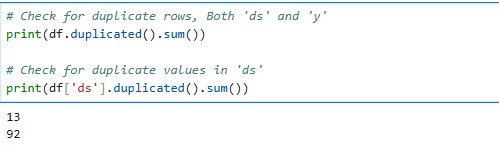 # Check for duplicate rows, Both 'ds' and 'y'
print(df.duplicated().sum())
# Check for duplicate values in 'ds'
print(df['ds'].duplicated().sum())
13
92